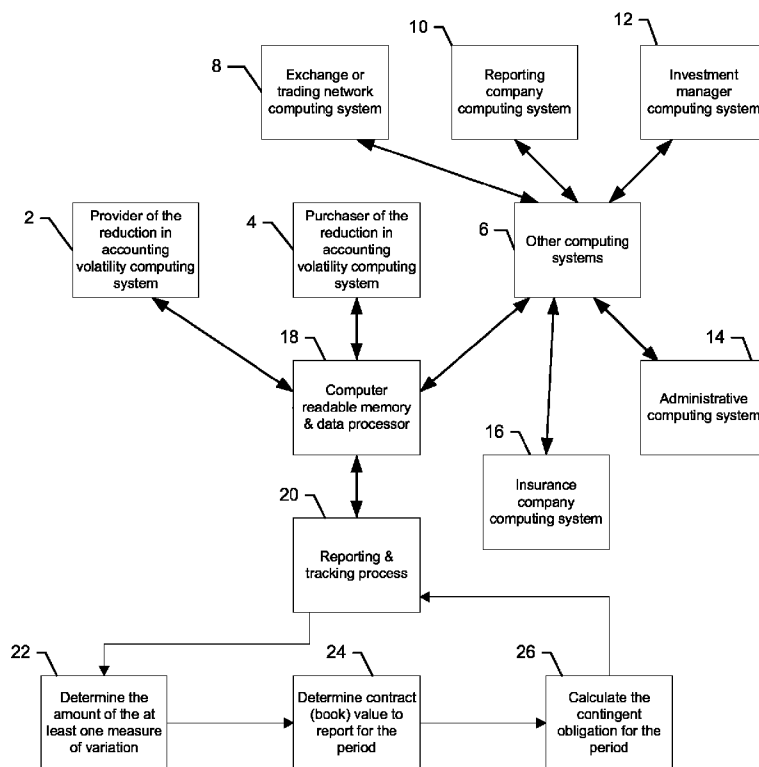 10
12
8
Exchange or
trading network
computing system
Reporting
company
computing system
Investment
manager
computing system
2
Provider of the
reduction in
accounting
volatility computing
system
4
Purchaser of the
reduction in
accounting
volatility computing
system
6
Other computing
systems
18
Computer
readable memory
& data processor
14
Administrative
computing system
16
Insurance
company
computing system
20
Reporting &
tracking process
22
Determine the
amount of the at
least one measure
of variation
24
Determine contract
(book) value to
report for the
period
26
Calculate the
contingent
obligation for the
period